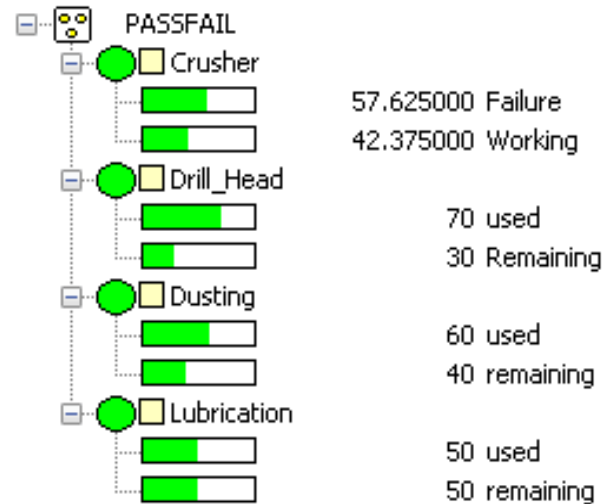 PASSFAIL
Crusher
57.625000 Failure
42.375000 Working
Drill_Head
70 used
30 Remaining
Dusting
60 used
40 remaining
Lubrication
50 used
50 remaining